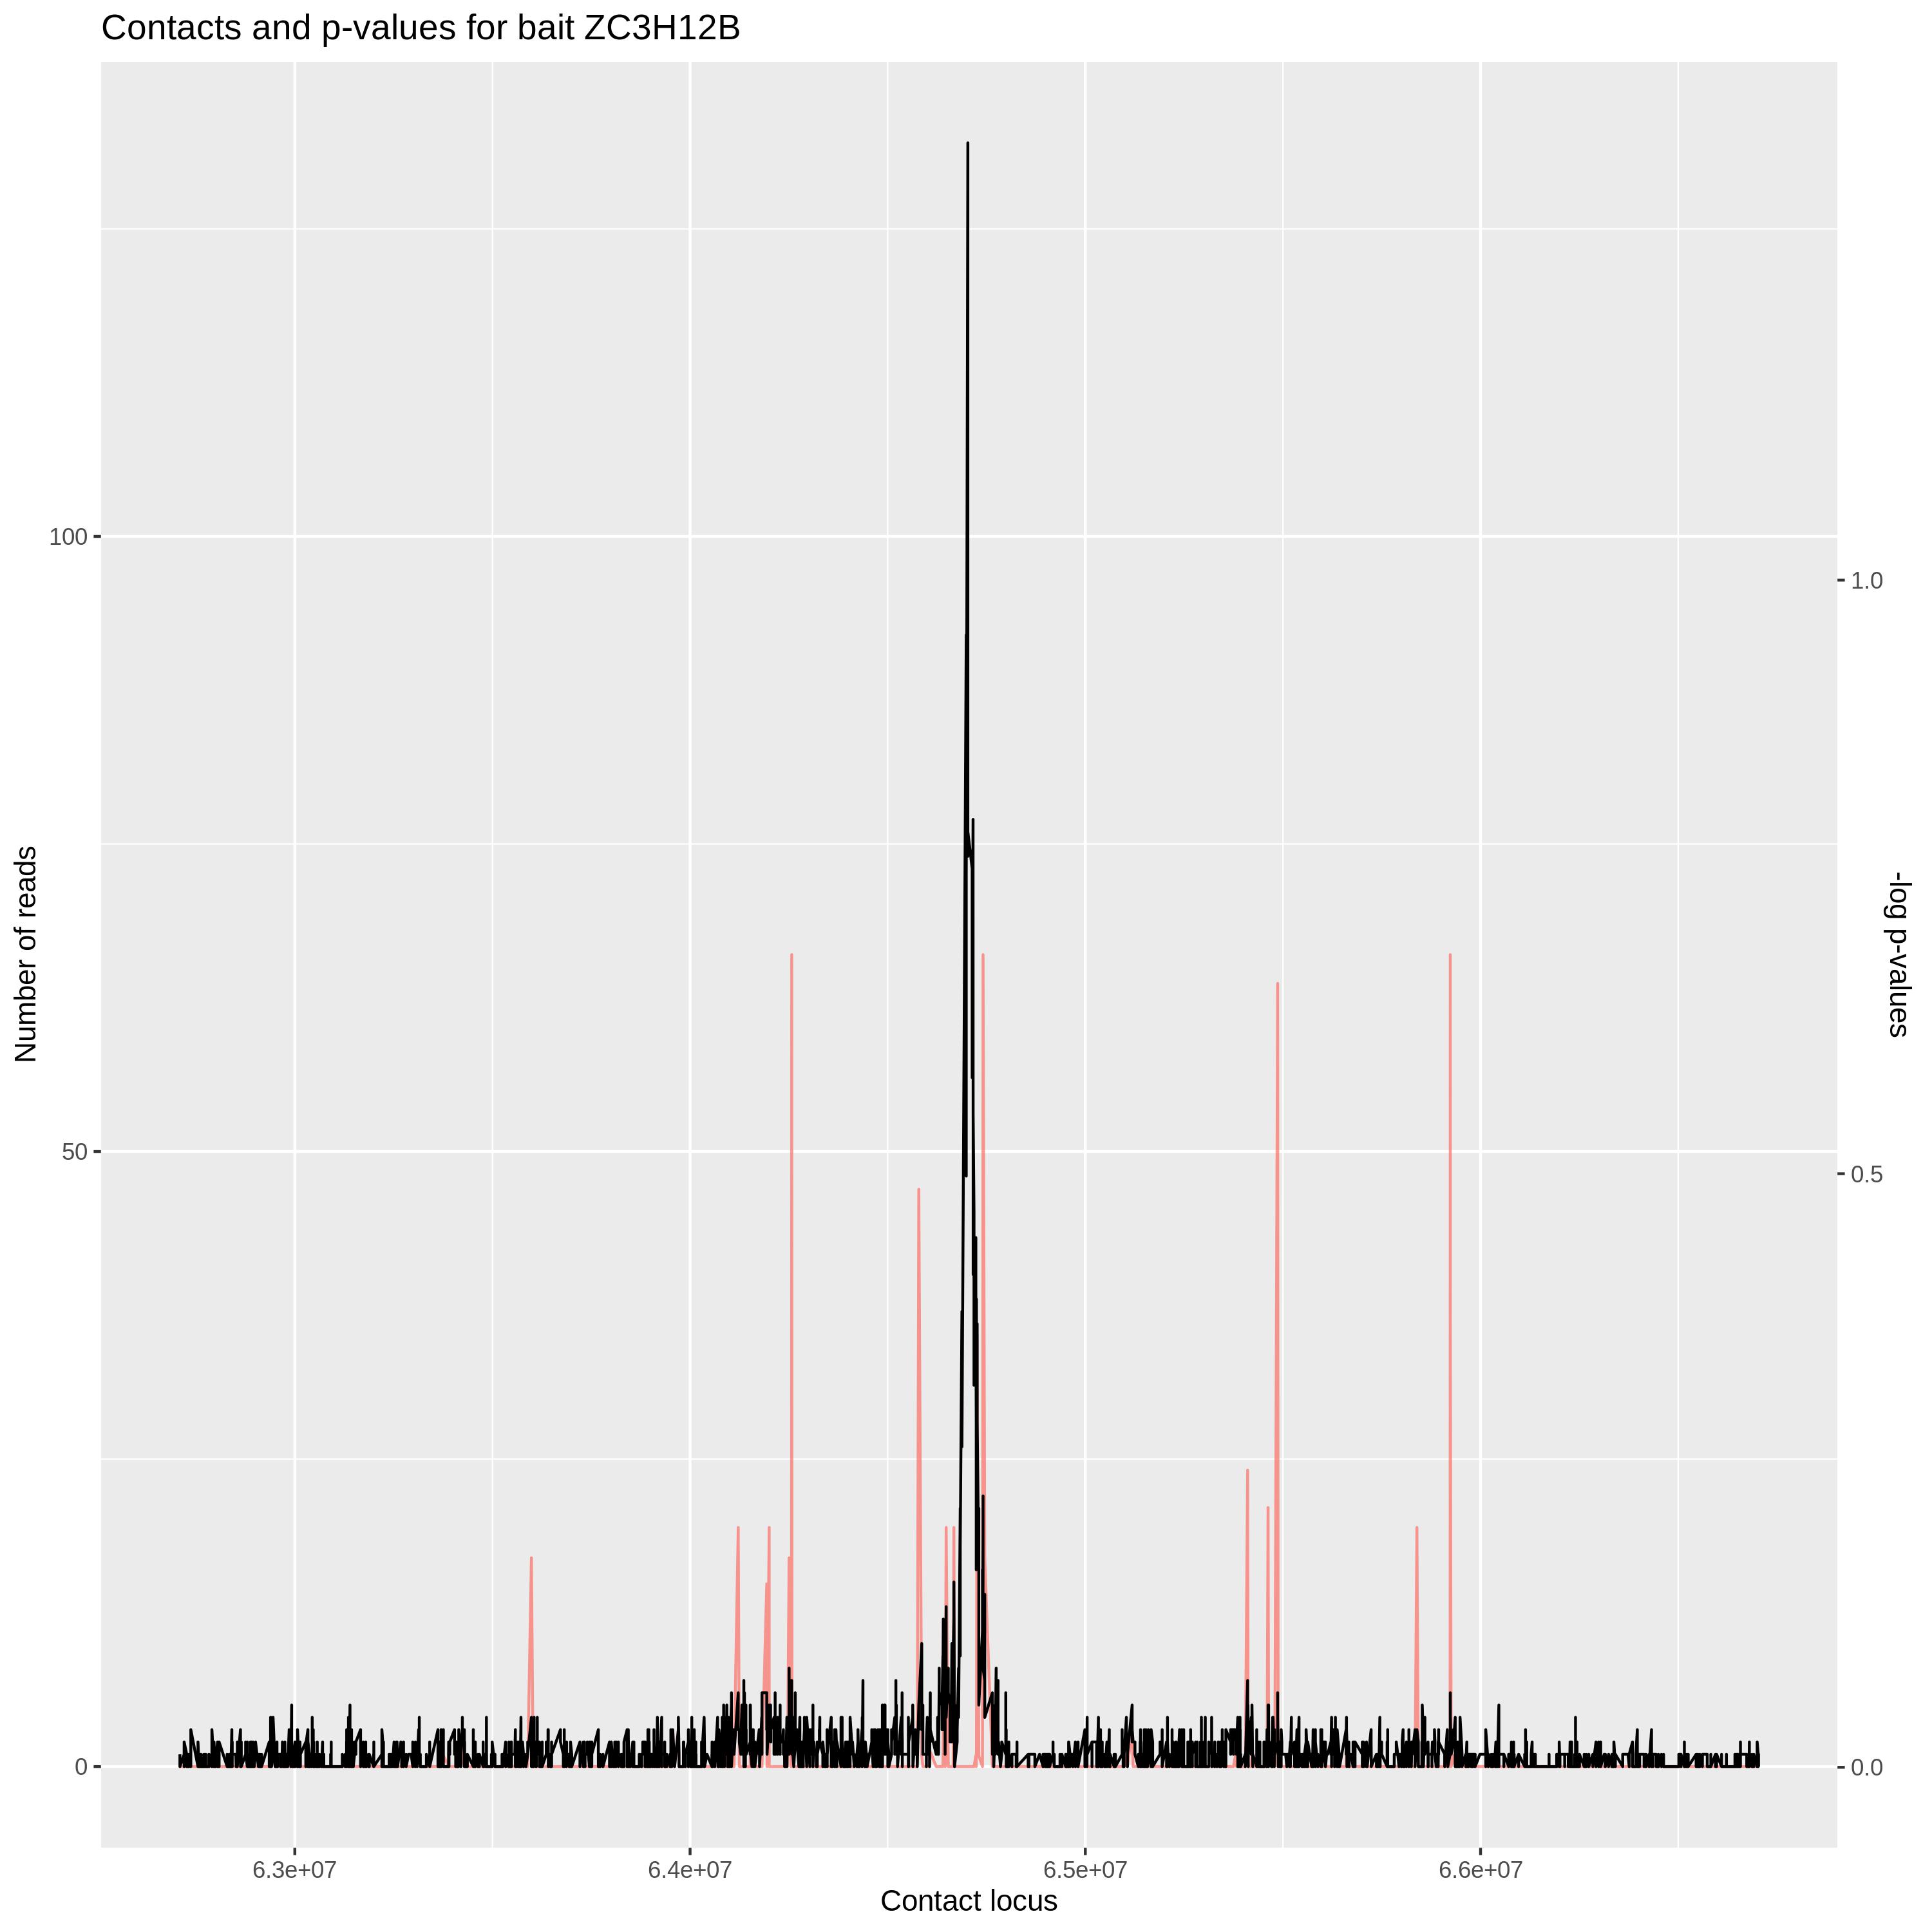 Contacts and p-values for bait ZC3H12B
Number of reads
100
50
0
1.0
0.5
0.0
-log p-values
6.3e+07
6.4e+07
6.5e+07
6.6e+07
Contact locus